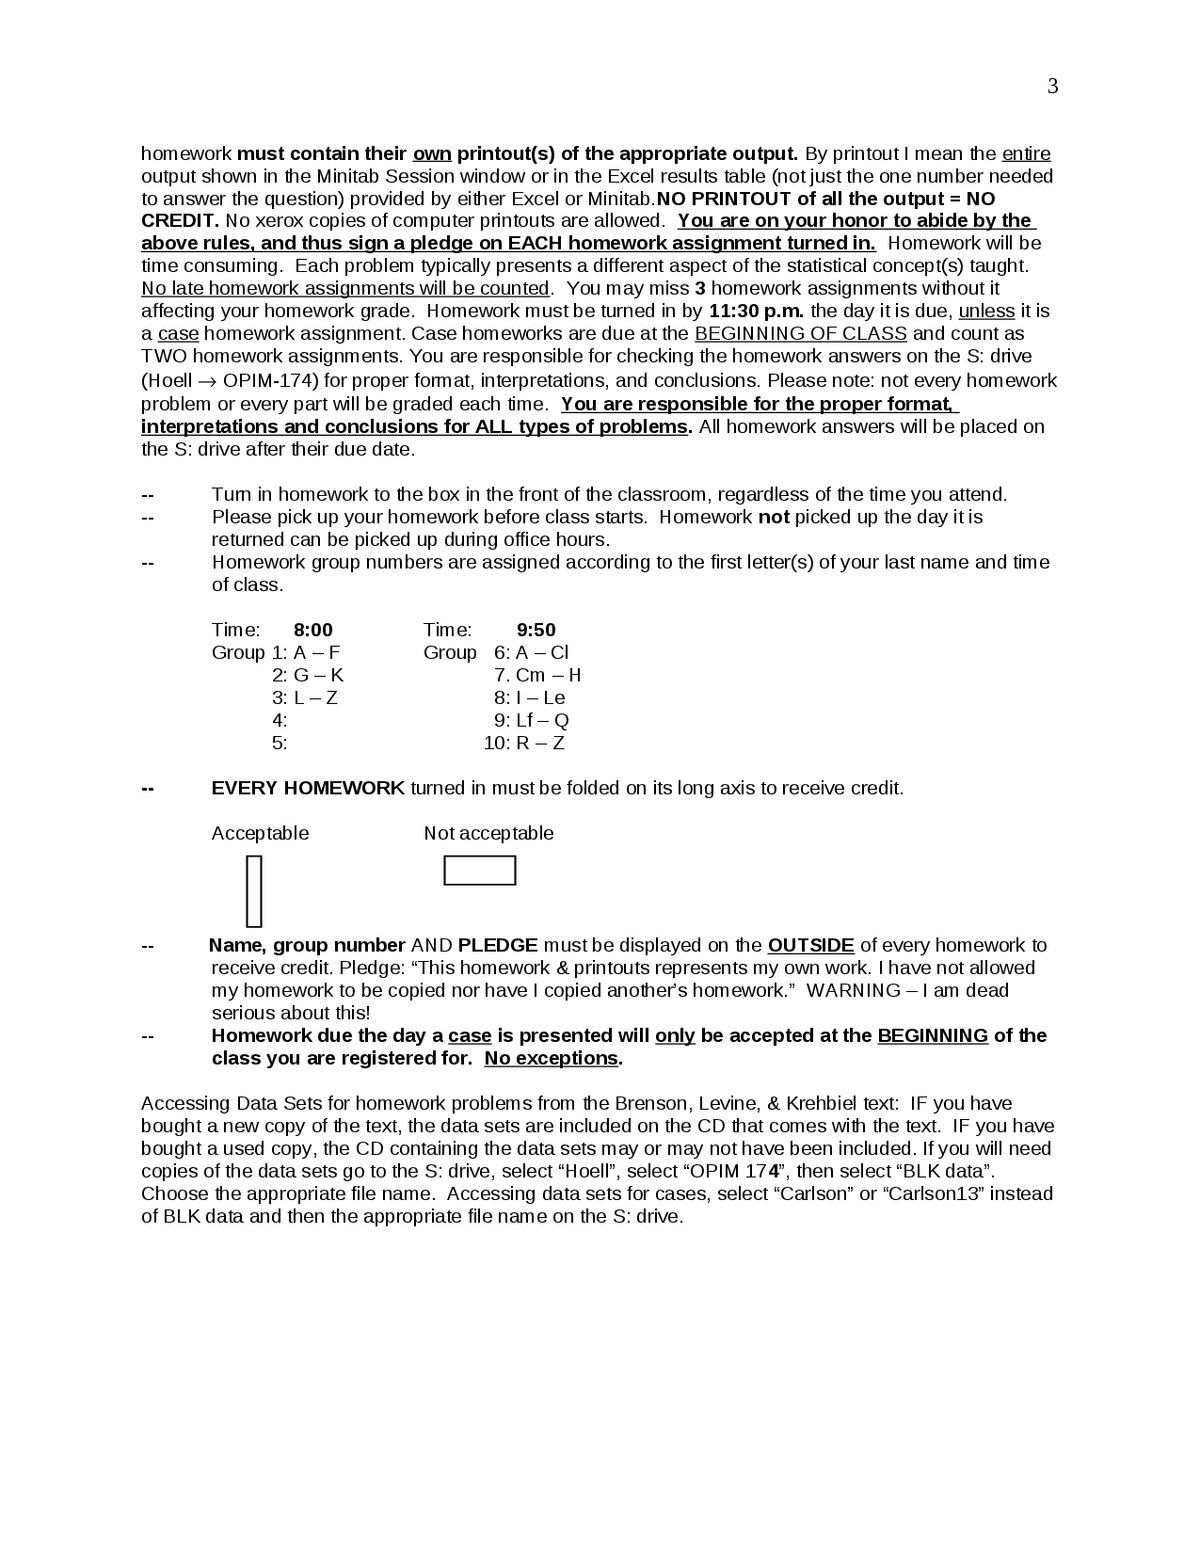 3
homework must contain their own printout(s) of the appropriate output. By printout I mean the entire
output shown in the Minitab Session window or in the Excel results table (not just the one number needed
to answer the question) provided by either Excel or Minitab.NO PRINTOUT of all the output = NO
CREDIT. No xerox copies of computer printouts are allowed.  You are on your honor to abide by the
above rules, and thus sign a pledge on EACH homework assignment turned in.  Homework will be
time consuming.  Each problem typically presents a different aspect of the statistical concept(s) taught.
No late homework assignments will be counted.  You may miss 3 homework assignments without it
affecting your homework grade.  Homework must be turned in by 11:30 p.m. the day it is due, unless it is
a case homework assignment. Case homeworks are due at the BEGINNING OF CLASS and count as
TWO homework assignments. You are responsible for checking the homework answers on the S: drive
(Hoell → OPIM-174) for proper format, interpretations, and conclusions. Please note: not every homework
problem or every part will be graded each time.  You are responsible for the proper format,
interpretations and conclusions for ALL types of problems. All homework answers will be placed on
the S: drive after their due date.
-- Turn in homework to the box in the front of the classroom, regardless of the time you attend.
-- Please pick up your homework before class starts.  Homework not picked up the day it is
returned can be picked up during office hours.
-- Homework group numbers are assigned according to the first letter(s) of your last name and time
of class.
Time: 8:00 Time: 9:50
Group 1: A – F Group 6: A – Cl
2: G – K 7. Cm – H
3: L – Z 8: I – Le
4: 9: Lf – Q
5: 10: R – Z
-- EVERY HOMEWORK turned in must be folded on its long axis to receive credit.
Acceptable Not acceptable
-- Name, group number AND PLEDGE must be displayed on the OUTSIDE of every homework to
receive credit. Pledge: “This homework & printouts represents my own work. I have not allowed
my homework to be copied nor have I copied another’s homework.”  WARNING – I am dead
serious about this!
-- Homework due the day a case is presented will only be accepted at the BEGINNING of the
class you are registered for.  No exceptions.
Accessing Data Sets for homework problems from the Brenson, Levine, & Krehbiel text:  IF you have
bought a new copy of the text, the data sets are included on the CD that comes with the text.  IF you have
bought a used copy, the CD containing the data sets may or may not have been included. If you will need
copies of the data sets go to the S: drive, select “Hoell”, select “OPIM 174”, then select “BLK data”.
Choose the appropriate file name.  Accessing data sets for cases, select “Carlson” or “Carlson13” instead
of BLK data and then the appropriate file name on the S: drive.